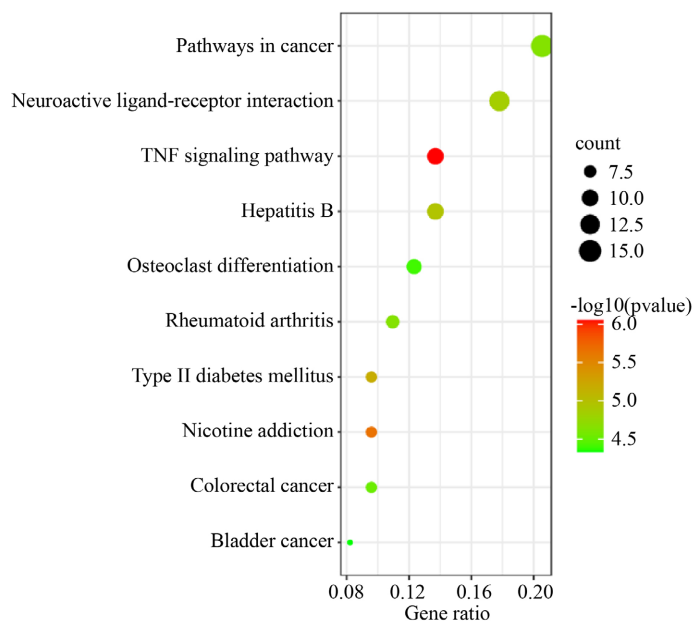 Pathways in cancer
Neuroactive ligand-receptor interaction
TNF signaling pathway
Hepatitis B
Osteoclast differentiation
Rheumatoid arthritis
Type II diabetes mellitus
Nicotine addiction
Colorectal cancer
Bladder cancer
0.08 0.12 0.16 0.20
Gene ratio
count
7.5
10.0
12.5
15.0
-log10(pvalue)
6.0
5.5
5.0
4.5